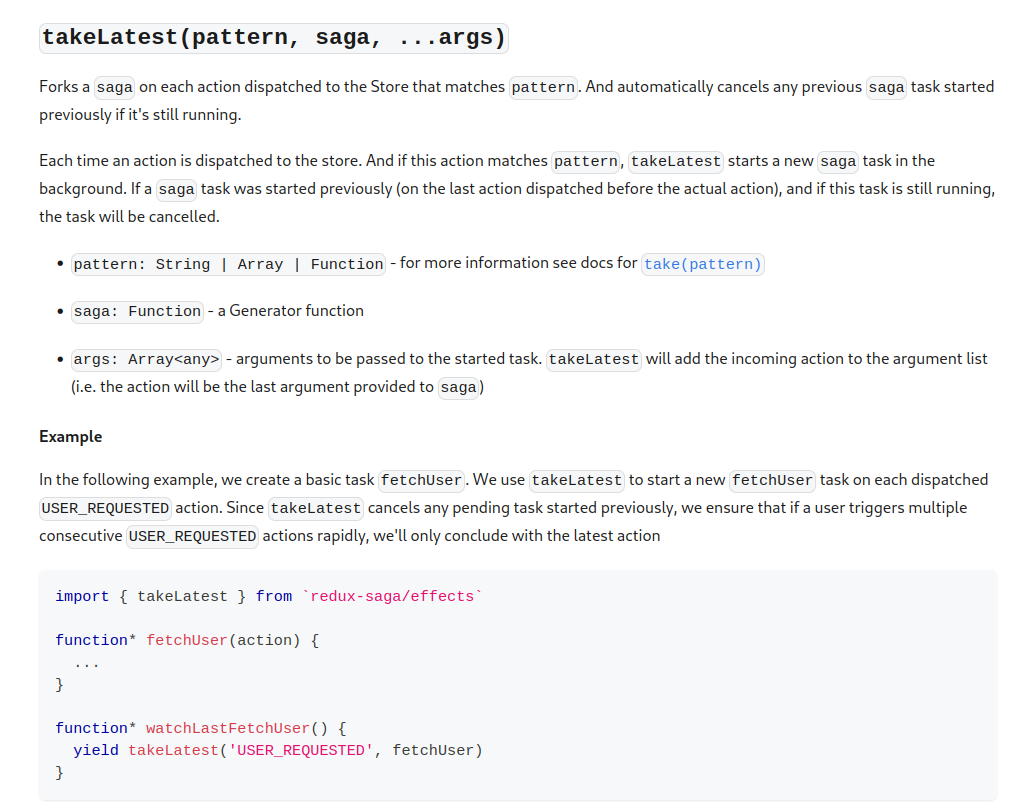 takeLatest(pattern, saga, ...args)
Forks a saga on each action dispatched to the Store that matches pattern. And automatically cancels any previous saga task started
previously if it's still running.
Each time an action is dispatched to the store. And if this action matches pattern, takeLatest starts a new saga task in the
background. If a saga task was started previously (on the last action dispatched before the actual action), and if this task is still running,
the task will be cancelled.
• pattern: String | Array | Function - for more information see docs for take(pattern)
• saga: Function - a Generator function
• args: Array<any> - arguments to be passed to the started task. takeLatest will add the incoming action to the argument list
(i.e. the action will be the last argument provided to saga)
Example
In the following example, we create a basic task fetchUser. We use takeLatest to start a new fetchUser task on each dispatched
USER_REQUESTED action. Since takeLatest cancels any pending task started previously, we ensure that if a user triggers multiple
consecutive USER_REQUESTED actions rapidly, we'll only conclude with the latest action
import { takeLatest } from `redux-saga/effects`
function* fetchUser(action) {
  ...
}
function* watchLastFetchUser() {
  yield takeLatest('USER_REQUESTED', fetchUser)
}